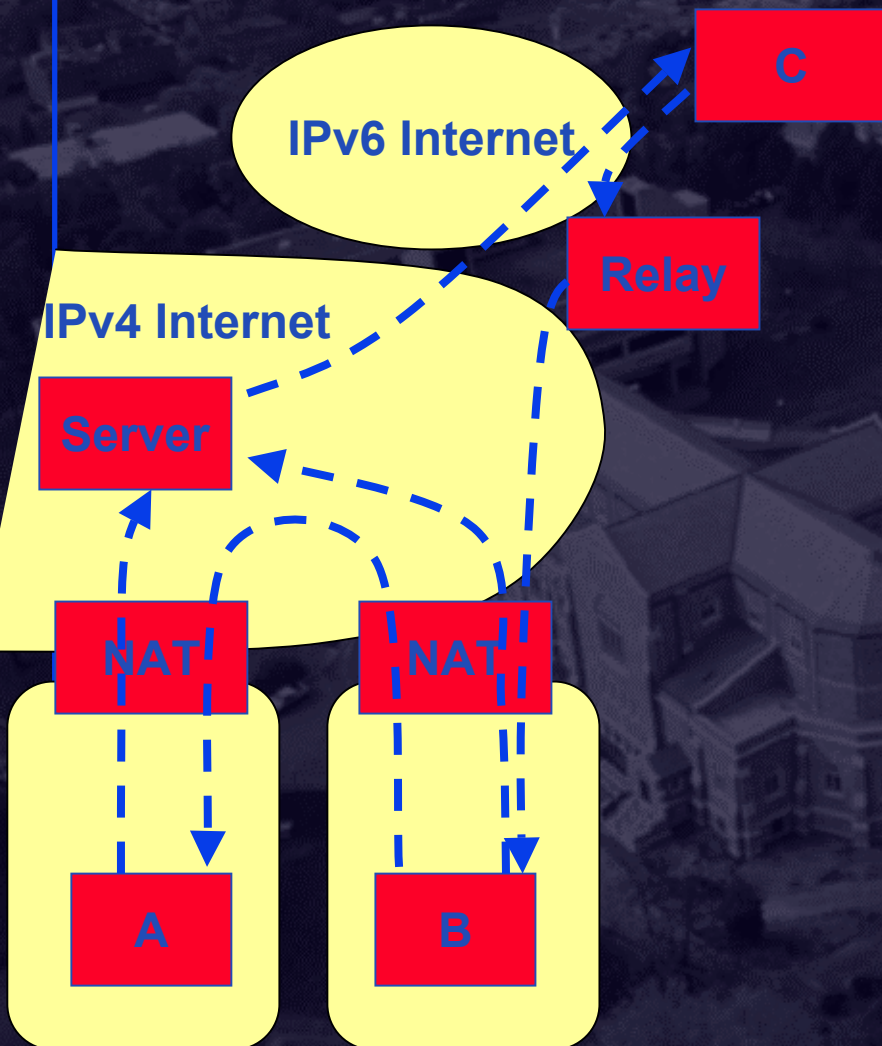 C
IPv6 Internet
Relay
IPv4 Internet
Server
NAT
NAT
A
B